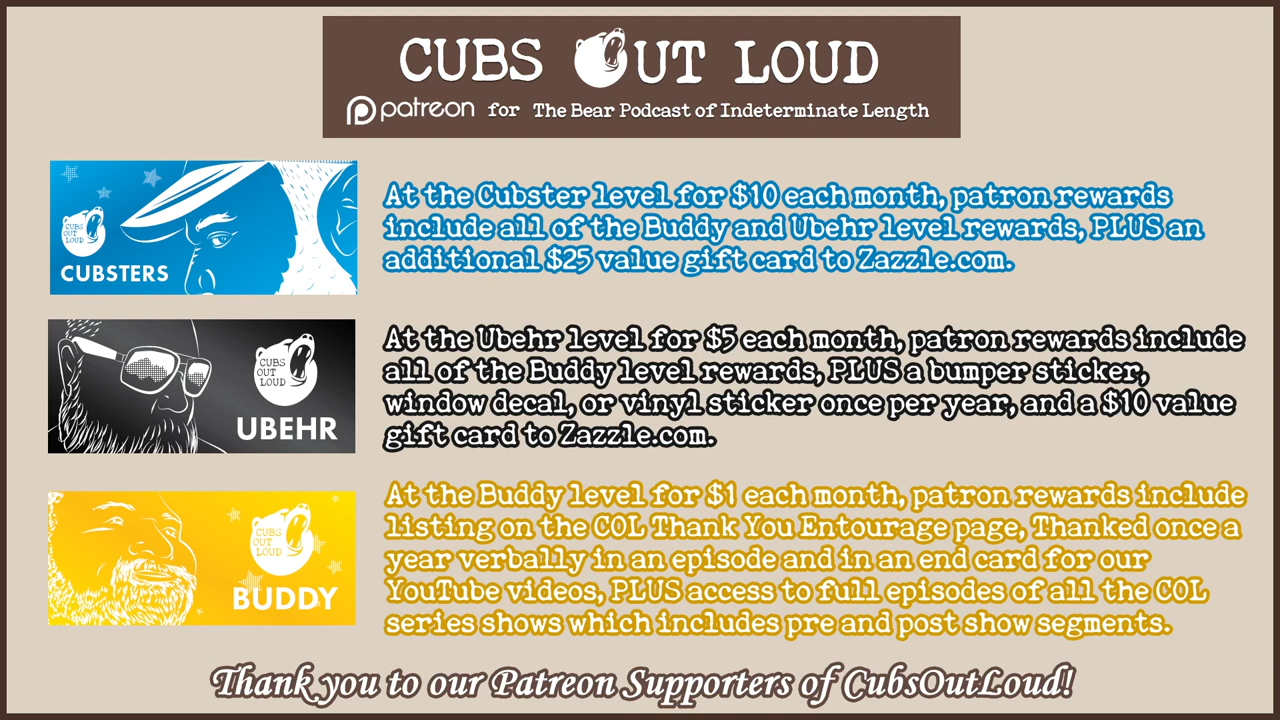 CUBS OUT LOUD
patreon for The Bear Podcast of Indeterminate Length
CUBS
OUT
LOUD
CUBSTERS
At the Cubster level for $10 each month, patron rewards
include all of the Buddy and Ubehr level rewards, PLUS an
additional $25 value gift card to Zazzle.com.
CUBS
OUT
LOUD
UBEHR
At the Ubehr level for $5 each month, patron rewards include
all of the Buddy level rewards, PLUS a bumper sticker,
window decal, or vinyl sticker once per year, and a $10 value
gift card to Zazzle.com.
CUBS
OUT
LOUD
BUDDY
At the Buddy level for $1 each month, patron rewards include
listing on the COL Thank You Entourage page, Thanked once a
year verbally in an episode and in an end card for our
YouTube videos, PLUS access to full episodes of all the COL
series shows which includes pre and post show segments.
Thank you to our Patreon Supporters of CubsOutLoud!